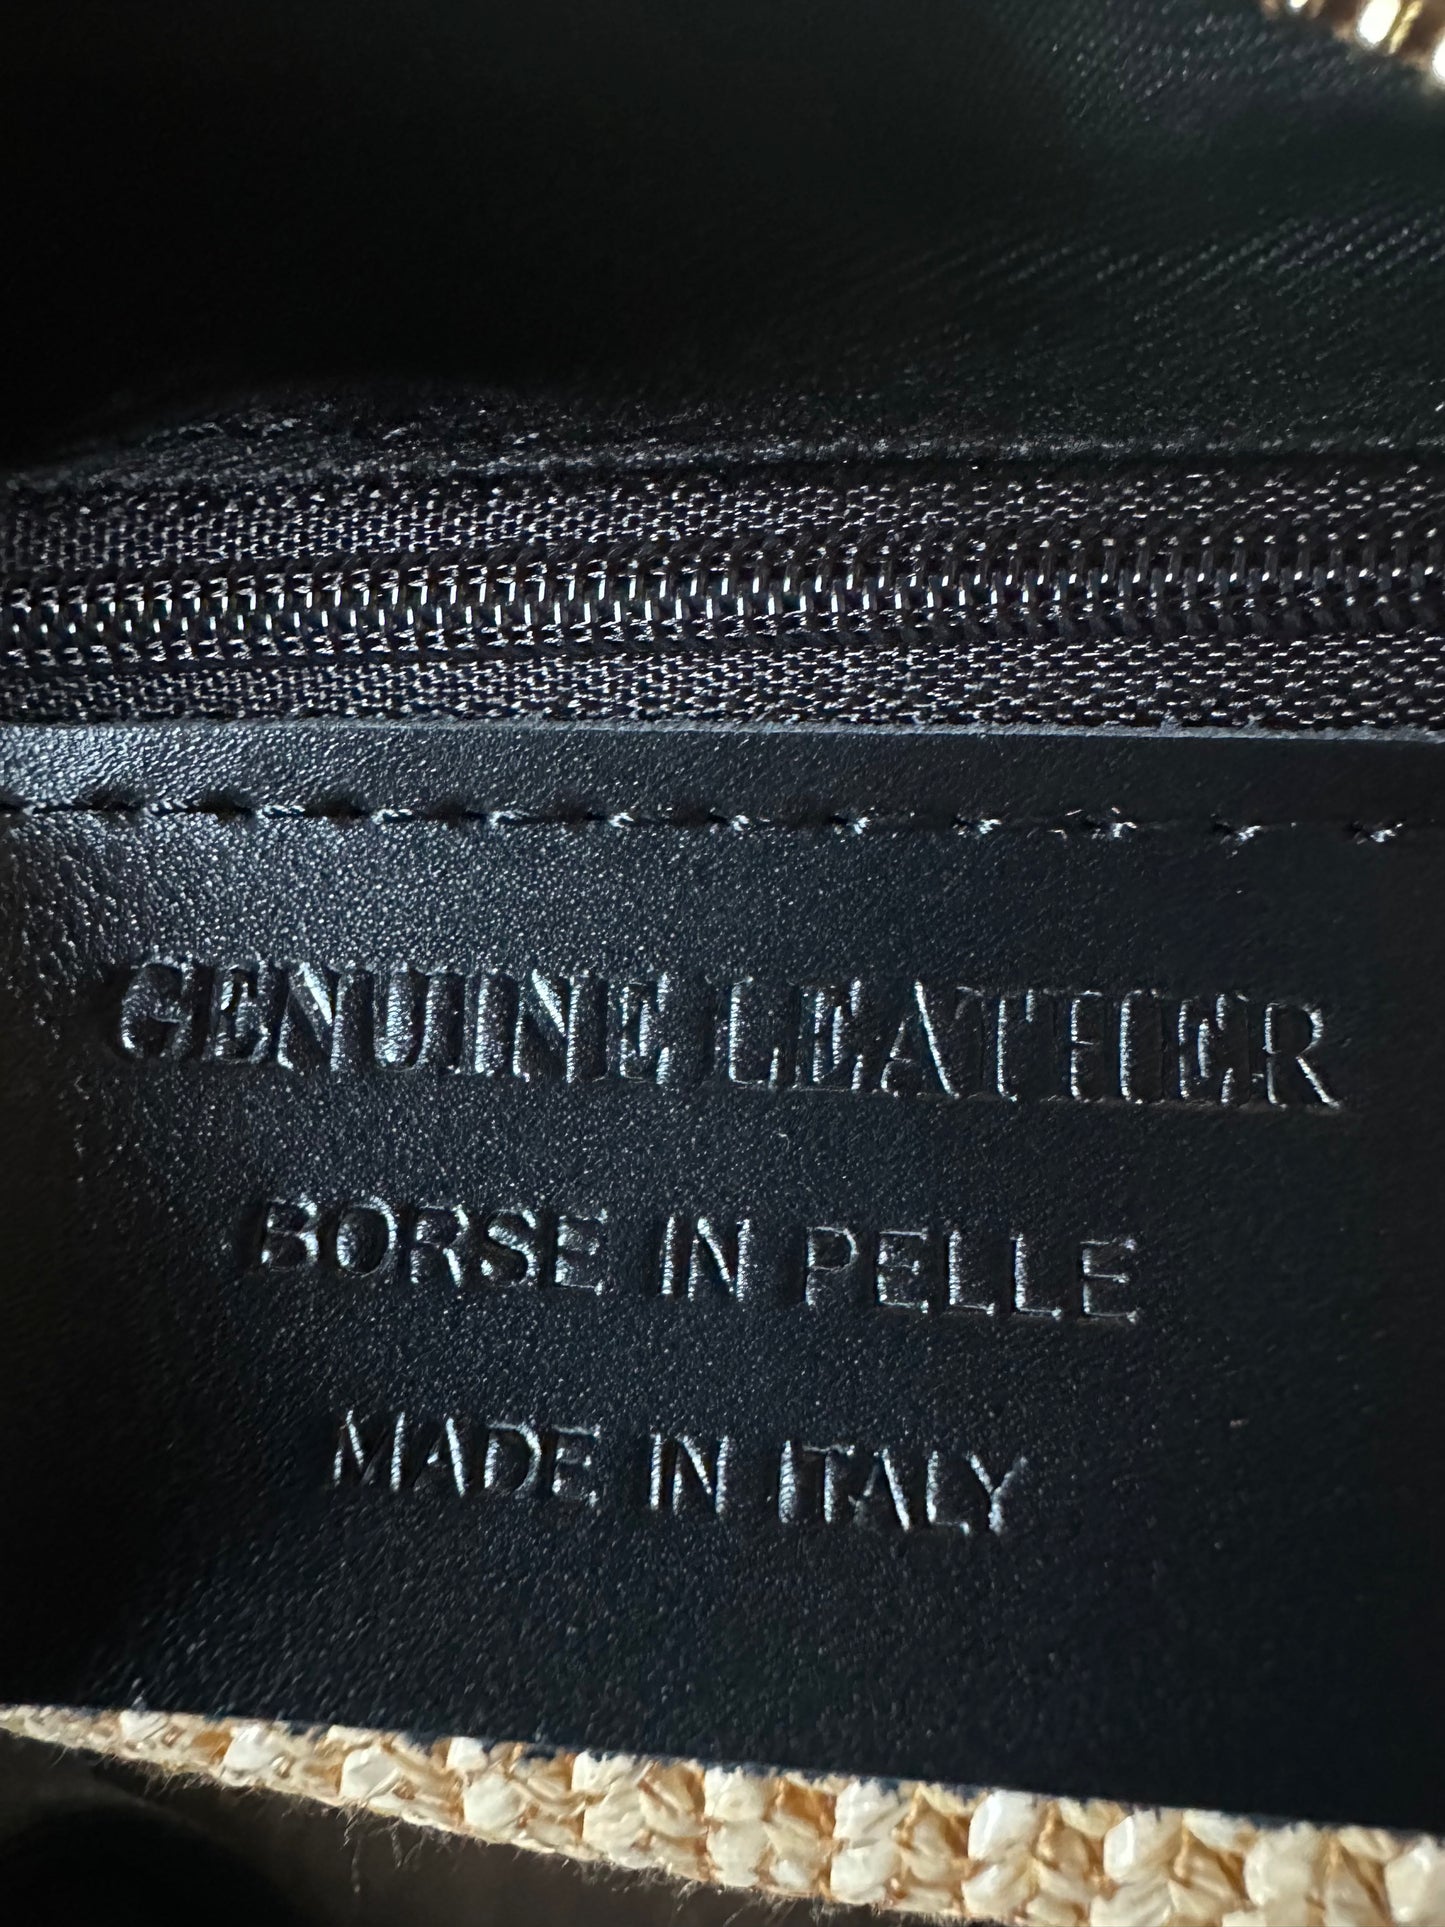 GENUINE LEATHER
BORSE IN PELLE
MADE IN ITALY